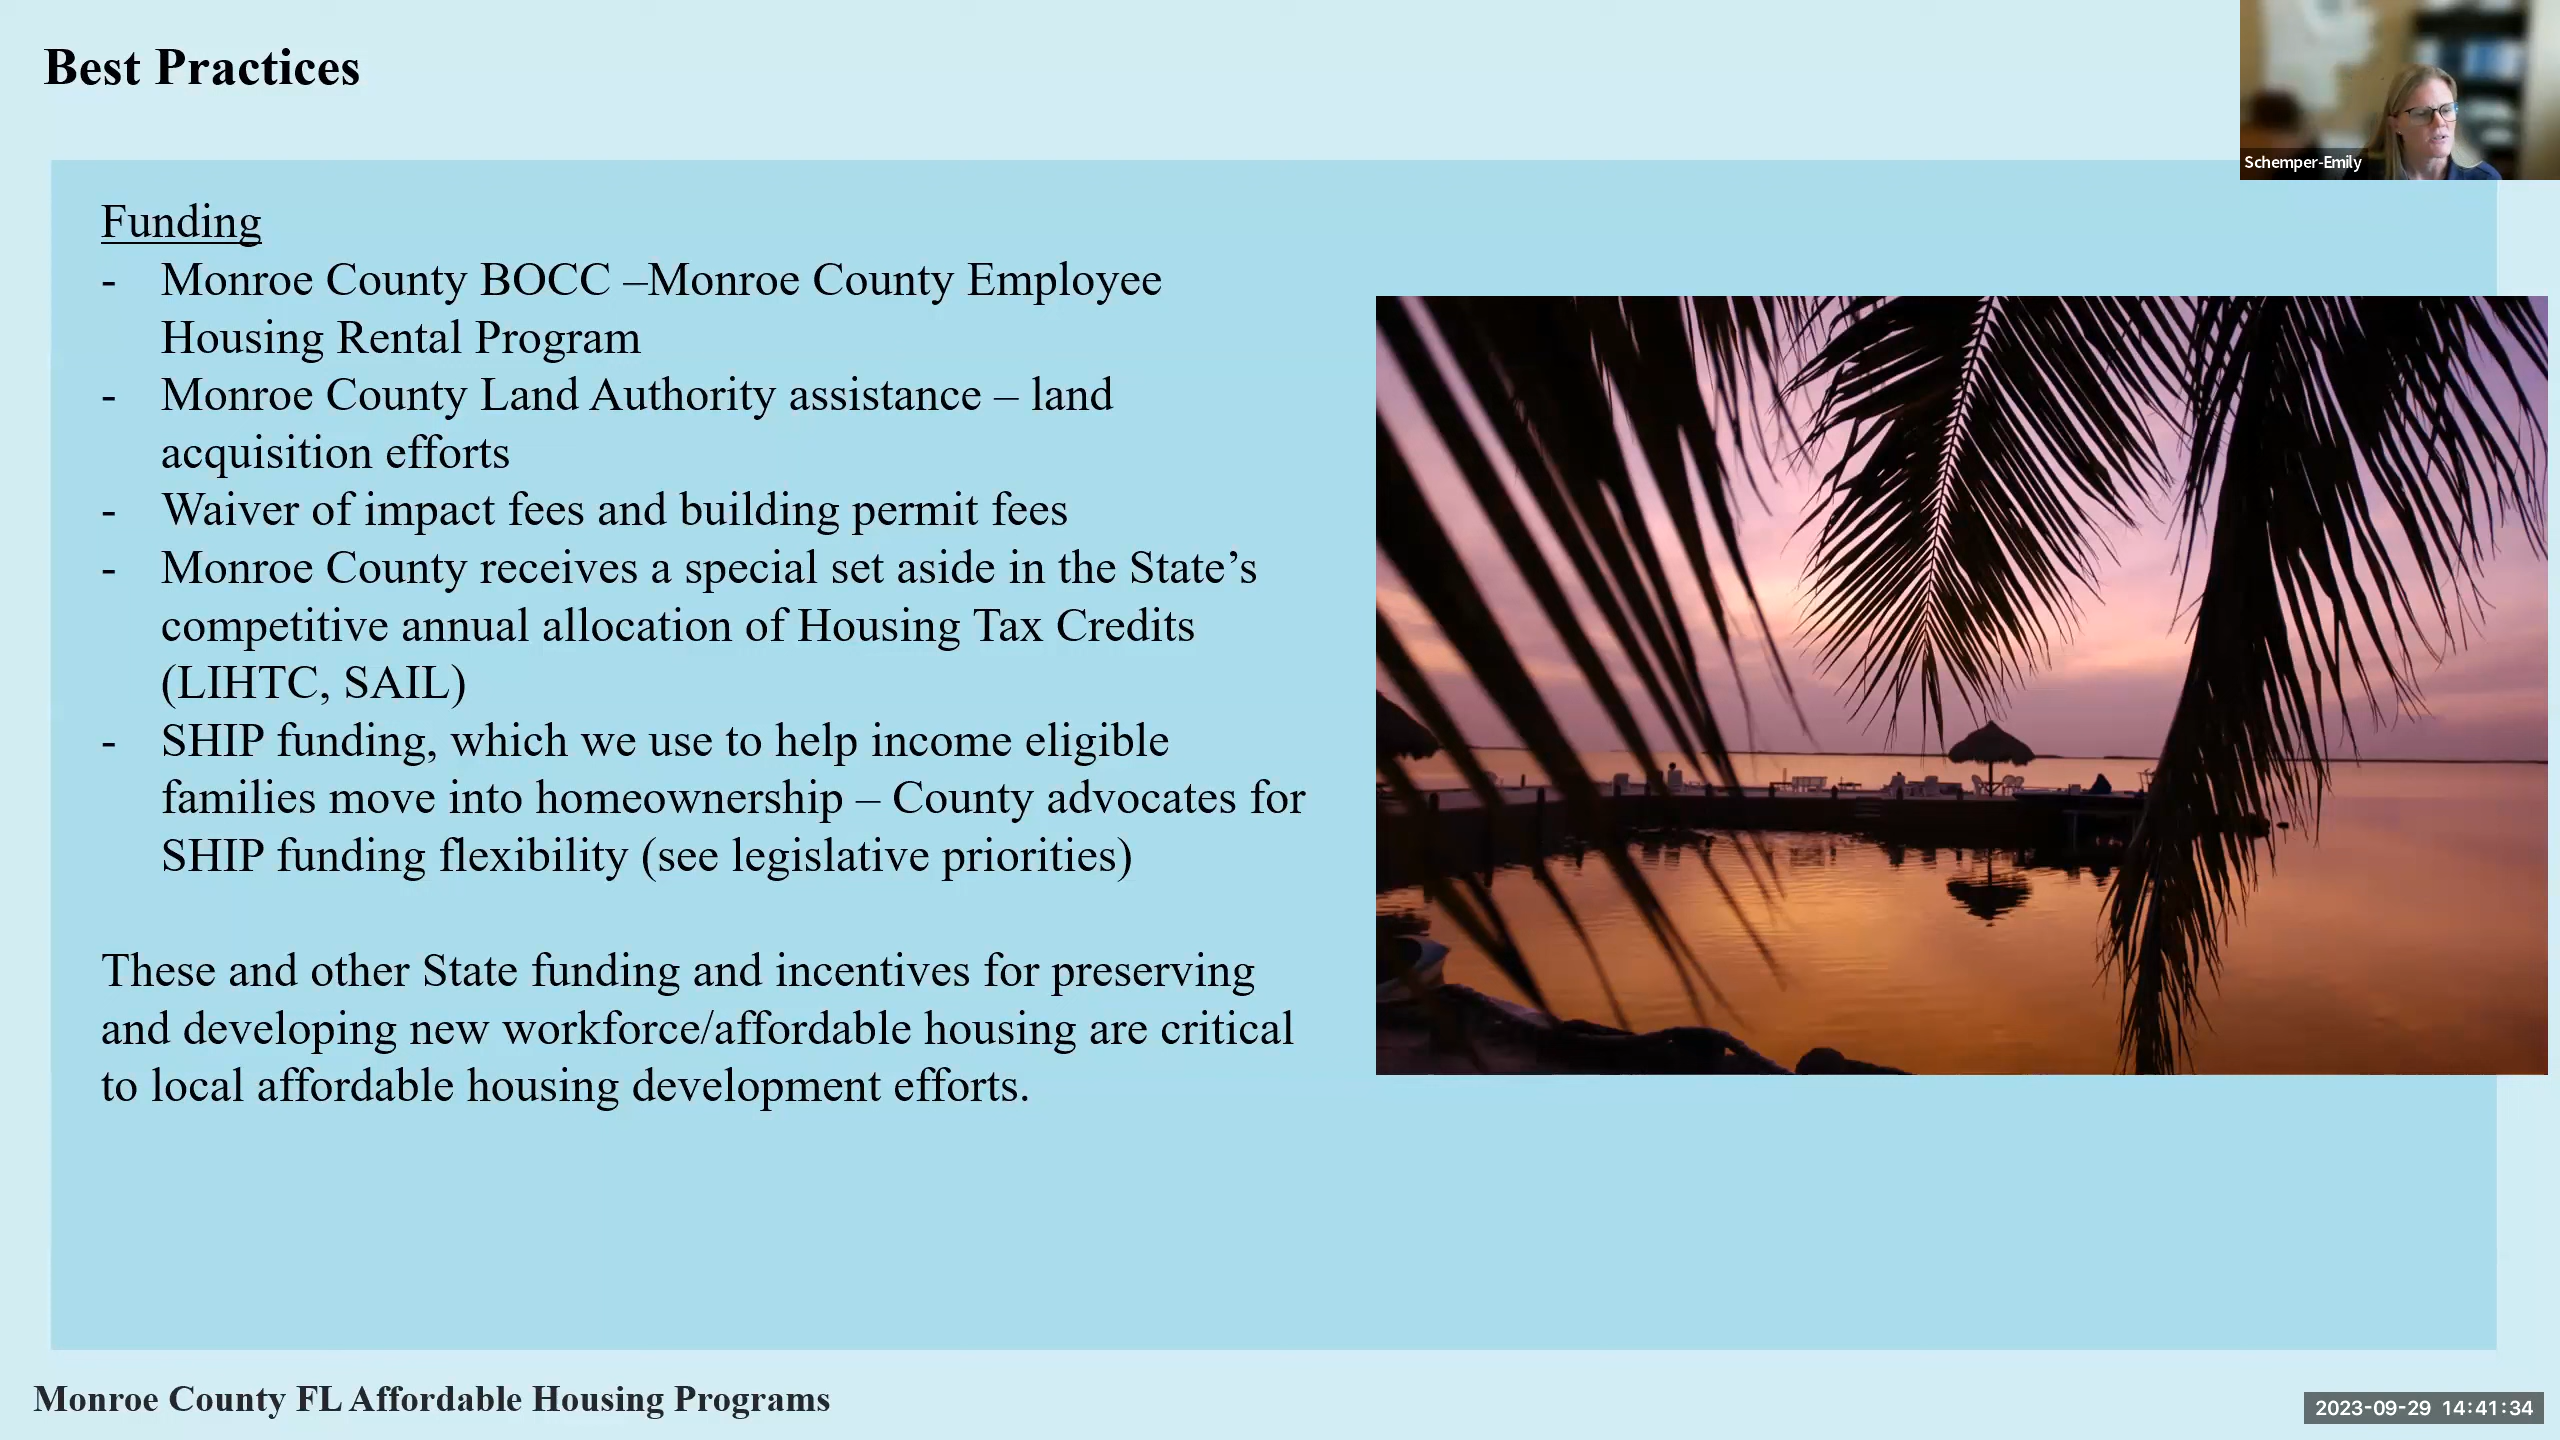 Best Practices
Schemper-Emily
Funding
- Monroe County BOCC –Monroe County Employee
Housing Rental Program
- Monroe County Land Authority assistance – land
acquisition efforts
- Waiver of impact fees and building permit fees
- Monroe County receives a special set aside in the State’s
competitive annual allocation of Housing Tax Credits
(LIHTC, SAIL)
- SHIP funding, which we use to help income eligible
families move into homeownership – County advocates for
SHIP funding flexibility (see legislative priorities)
These and other State funding and incentives for preserving
and developing new workforce/affordable housing are critical
to local affordable housing development efforts.
Monroe County FL Affordable Housing Programs
2023-09-29 14:41:34